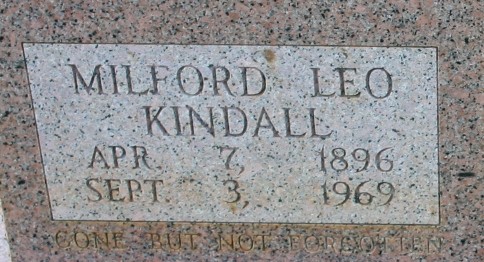 MILFORD LEO
KINDALL
APR. 7, 1896
SEPT. 3, 1969
GONE BUT NOT FORGOTTEN